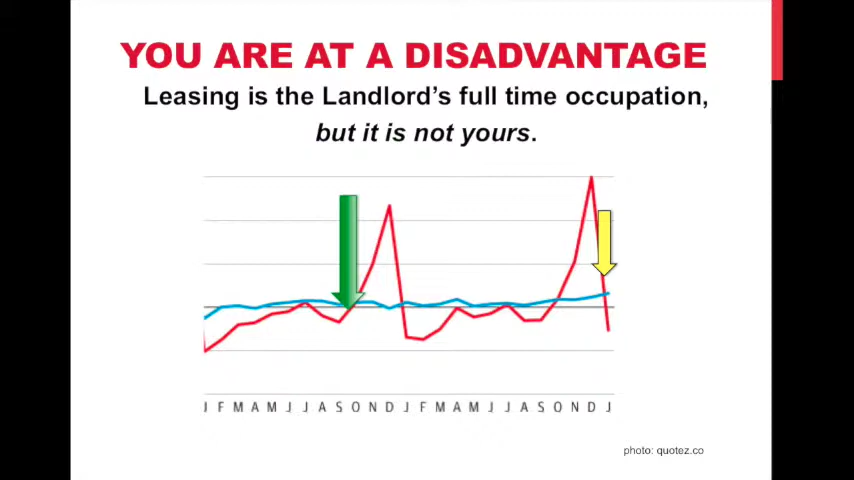 YOU ARE AT A DISADVANTAGE
Leasing is the Landlord's full time occupation,
but it is not yours.
J F M A M J J A S O N D J F M A M J J A S O N D J
photo: quotez.co